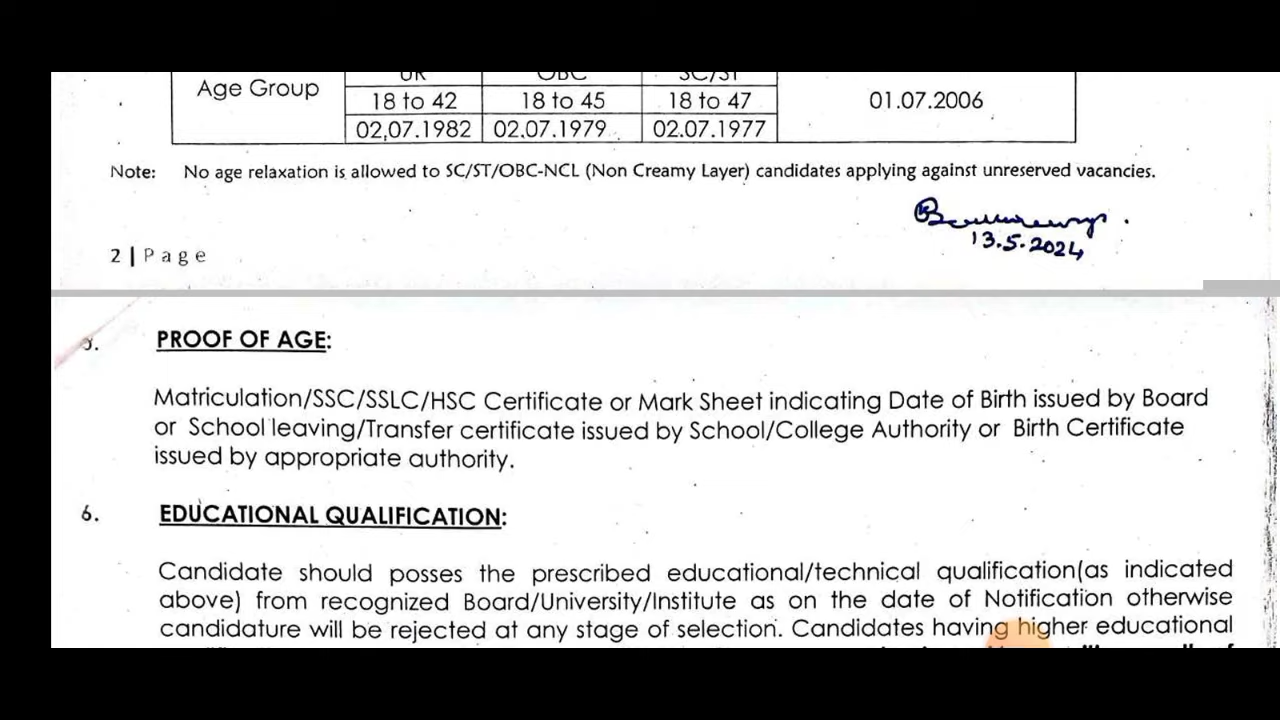 UR OBC SC/ST
Age Group
18 to 42 18 to 45 18 to 47 01.07.2006
02.07.1982 02.07.1979 02.07.1977
Note: No age relaxation is allowed to SC/ST/OBC-NCL (Non Creamy Layer) candidates applying against unreserved vacancies.
13.5.2024
2 | Page
PROOF OF AGE:
Matriculation/SSC/SSLC/HSC Certificate or Mark Sheet indicating Date of Birth issued by Board
or School leaving/Transfer certificate issued by School/College Authority or Birth Certificate
issued by appropriate authority.
6. EDUCATIONAL QUALIFICATION:
Candidate should posses the prescribed educational/technical qualification(as indicated
above) from recognized Board/University/Institute as on the date of Notification otherwise
candidature will be rejected at any stage of selection. Candidates having higher educational